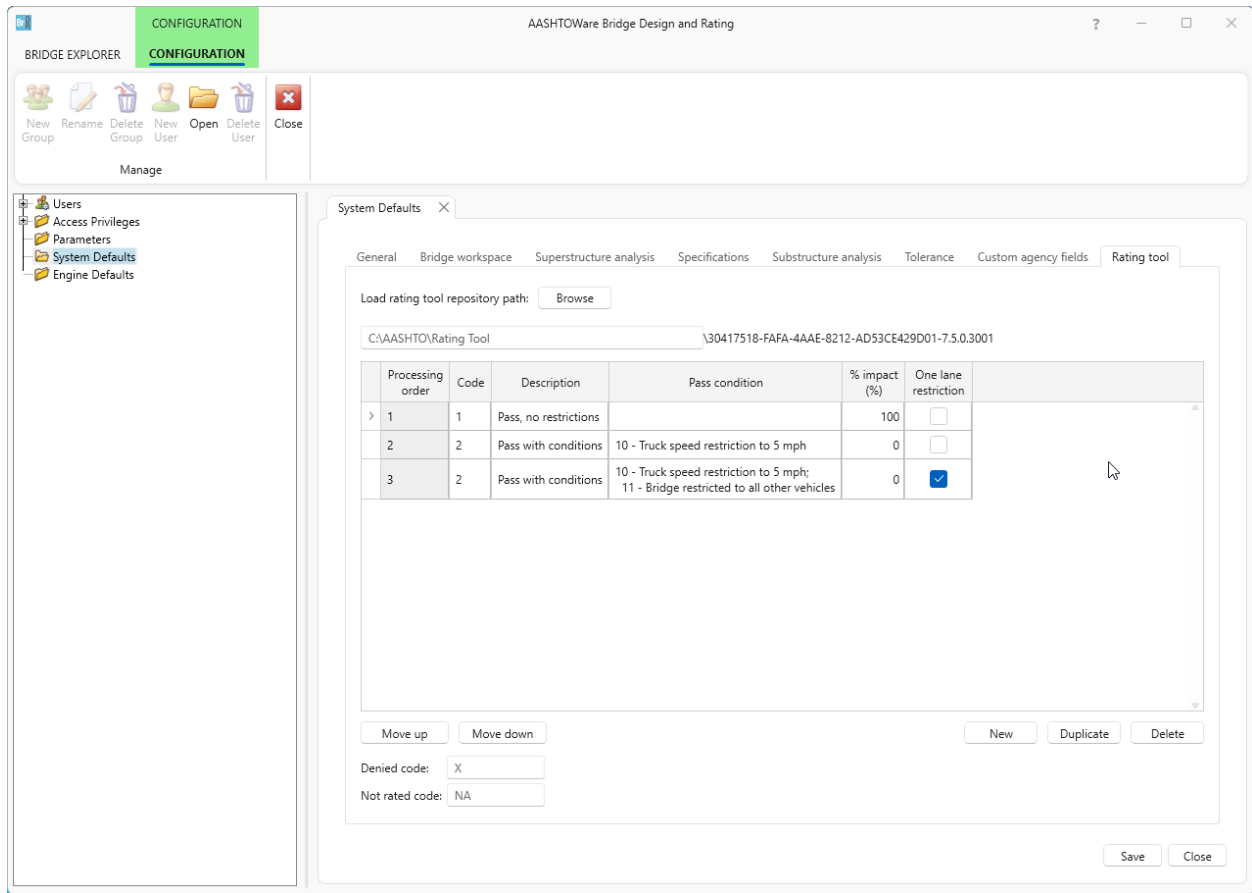 Br
CONFIGURATION
AASHTOWare Bridge Design and Rating
?
BRIDGE EXPLORER
CONFIGURATION
New Group
Rename
Delete Group
New User
Open
Delete User
Close
Manage
Users
Access Privileges
Parameters
System Defaults
Engine Defaults
System Defaults
General
Bridge workspace
Superstructure analysis
Specifications
Substructure analysis
Tolerance
Custom agency fields
Rating tool
Load rating tool repository path:
Browse
C:\AASHTO\Rating Tool
\30417518-FAFA-4AAE-8212-AD53CE429D01-7.5.0.3001
Processing order
Code
Description
Pass condition
% impact (%)
One lane restriction
1 1 Pass, no restrictions 100
2 2 Pass with conditions 10 - Truck speed restriction to 5 mph 0
3 2 Pass with conditions 10 - Truck speed restriction to 5 mph; 0
11 - Bridge restricted to all other vehicles
Move up
Move down
New
Duplicate
Delete
Denied code: X
Not rated code: NA
Save
Close